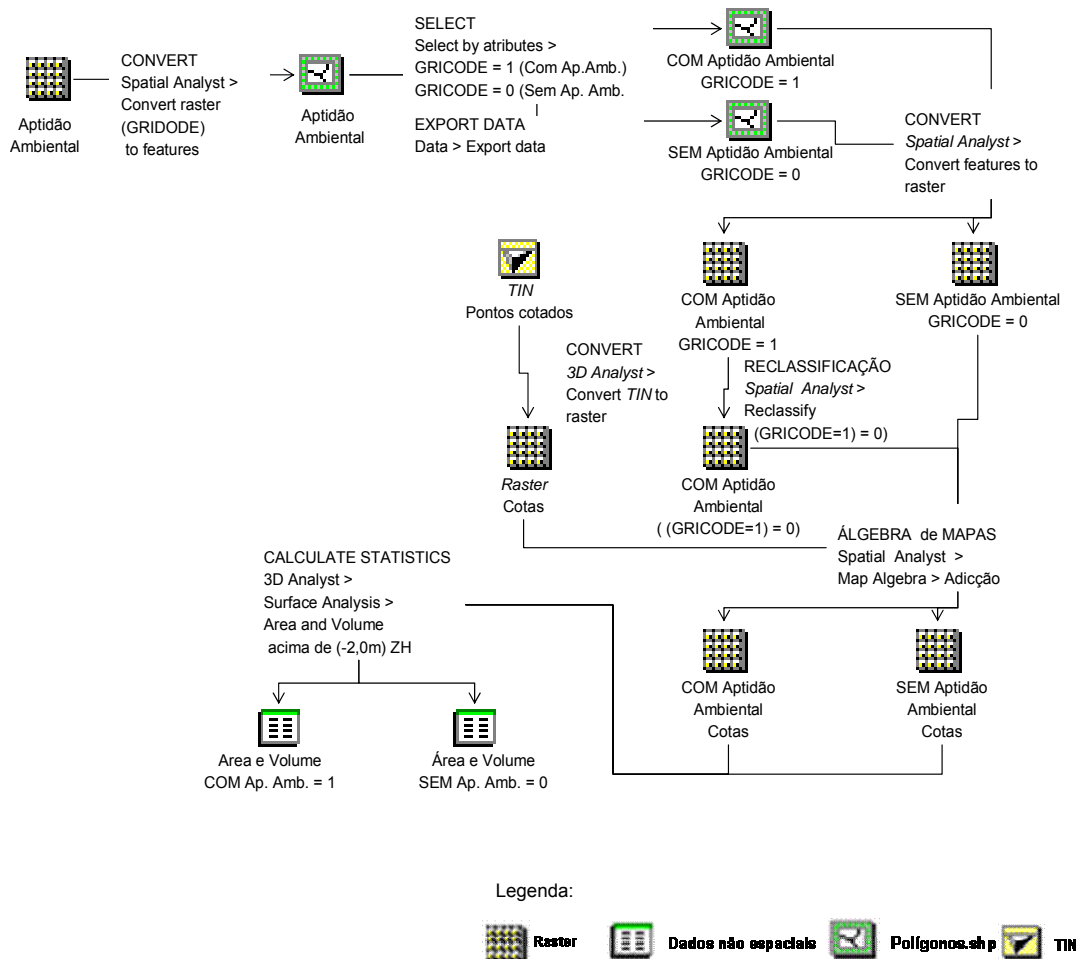 Aptidão
Ambiental
CONVERT
Spatial Analyst >
Convert raster
(GRIDODE)
to features
Aptidão
Ambiental
SELECT
Select by atributes >
GRICODE = 1 (Com Ap.Amb.)
GRICODE = 0 (Sem Ap. Amb.
EXPORT DATA
Data > Export data
COM Aptidão Ambiental
GRICODE = 1
SEM Aptidão Ambiental
GRICODE = 0
CONVERT
Spatial Analyst >
Convert features to
raster
TIN
Pontos cotados
COM Aptidão
Ambiental
GRICODE = 1
SEM Aptidão Ambiental
GRICODE = 0
CONVERT
3D Analyst >
Convert TIN to
raster
RECLASSIFICAÇÃO
Spatial Analyst >
Reclassify
(GRICODE=1) = 0)
Raster
Cotas
COM Aptidão
Ambiental
( (GRICODE=1) = 0)
ÁLGEBRA de MAPAS
Spatial Analyst >
Map Algebra > Adicção
CALCULATE STATISTICS
3D Analyst >
Surface Analysis >
Area and Volume
acima de (-2,0m) ZH
COM Aptidão
Ambiental
Cotas
SEM Aptidão
Ambiental
Cotas
Area e Volume
COM Ap. Amb. = 1
Área e Volume
SEM Ap. Amb. = 0
Legenda:
Raster
Dados não espaciais
Polígonos.shp
TIN